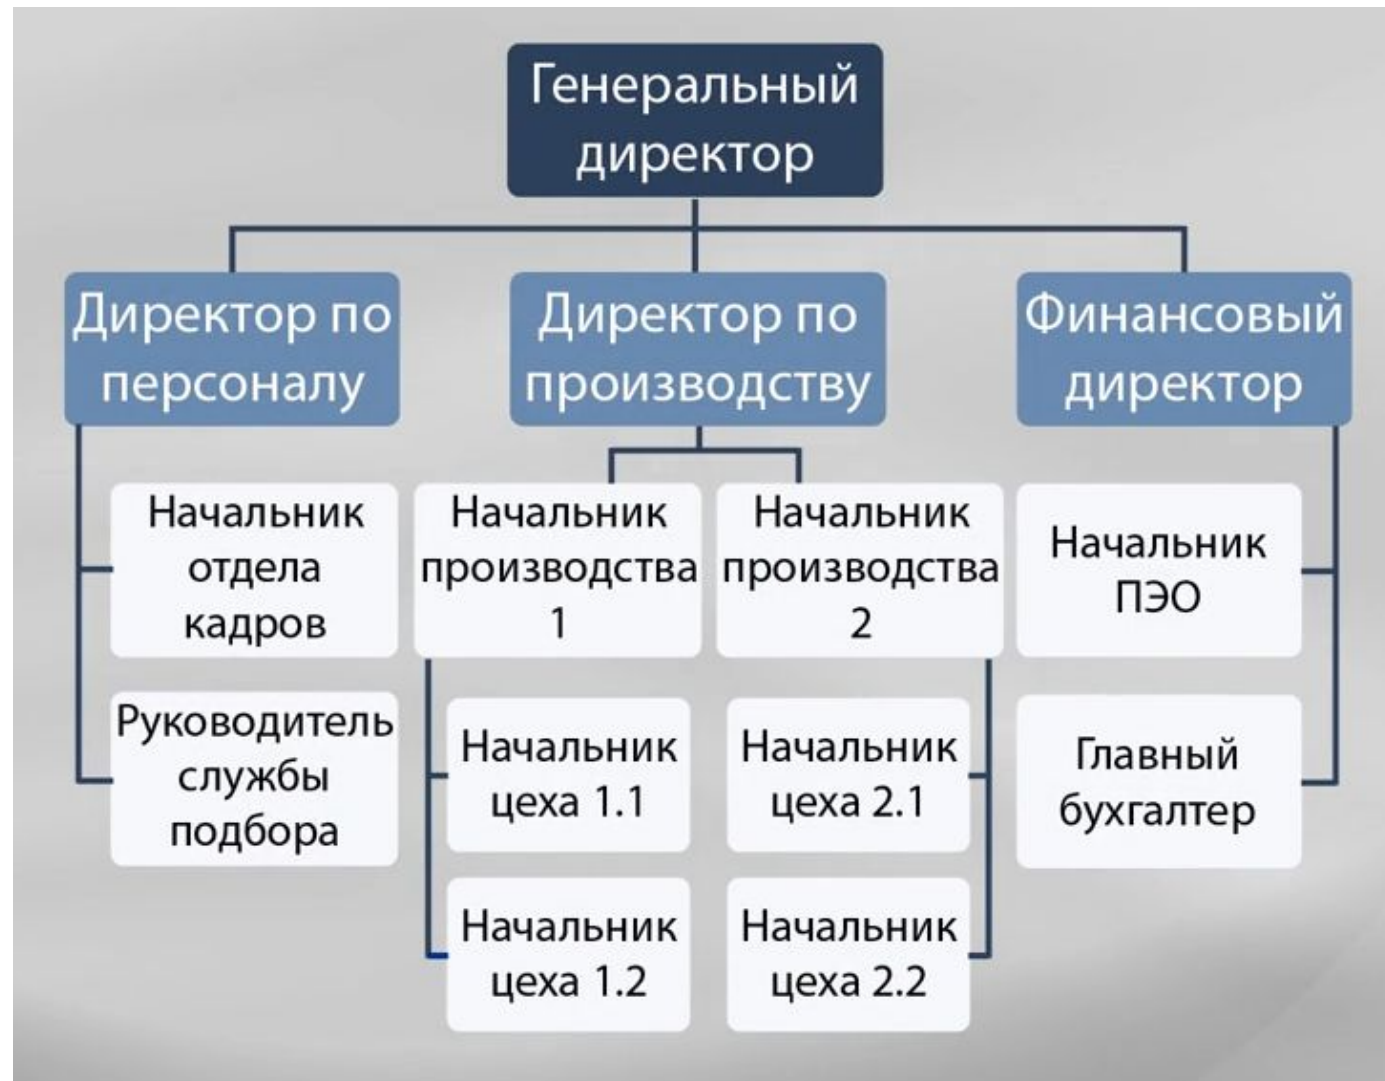 Генеральный
директор
Директор по
персоналу
Директор по
производству
Финансовый
директор
Начальник
отдела
кадров
Начальник
производства
1
Начальник
производства
2
Начальник
ПЭО
Руководитель
службы
подбора
Начальник
цеха 1.1
Начальник
цеха 2.1
Главный
бухгалтер
Начальник
цеха 1.2
Начальник
цеха 2.2